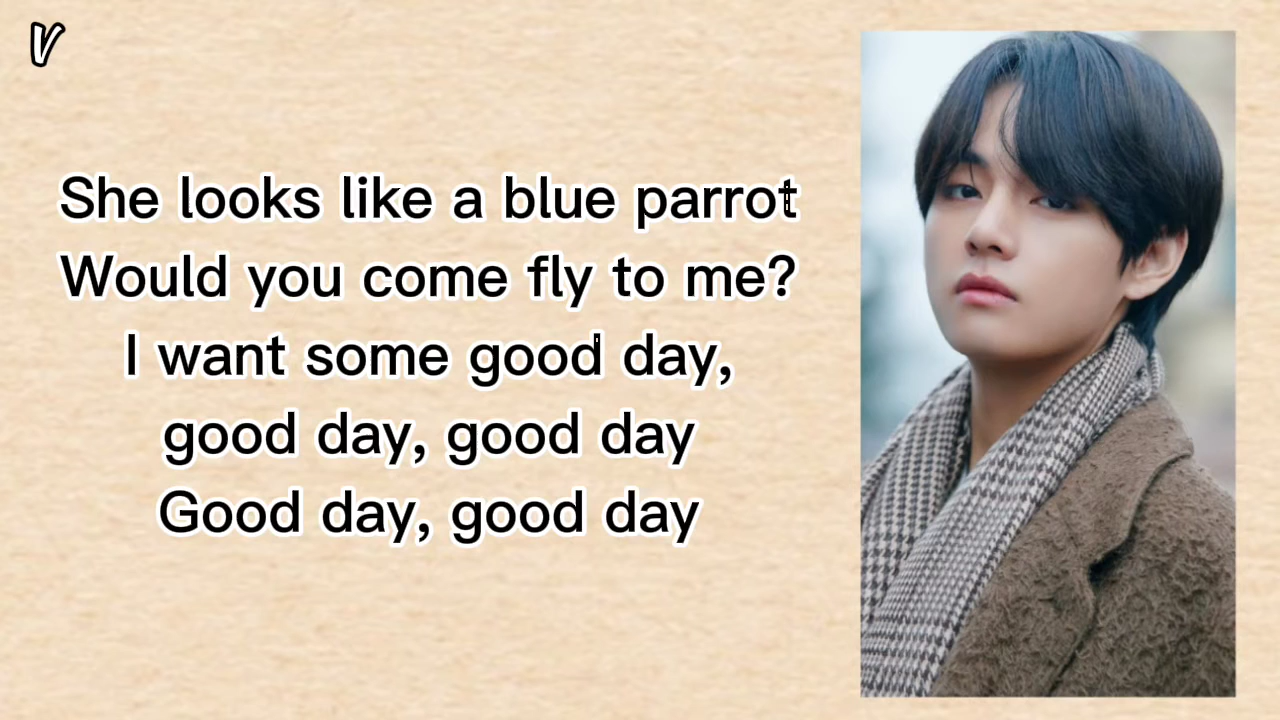 V
She looks like a blue parrot
Would you come fly to me?
I want some good day,
good day, good day
Good day, good day